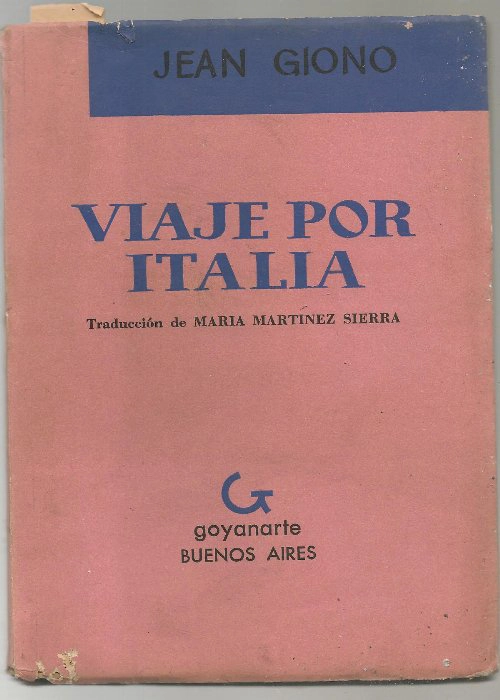 JEAN GIONO
VIAJE POR
ITALIA
Traducción de MARIA MARTINEZ SIERRA
goyanarte
BUENOS AIRES